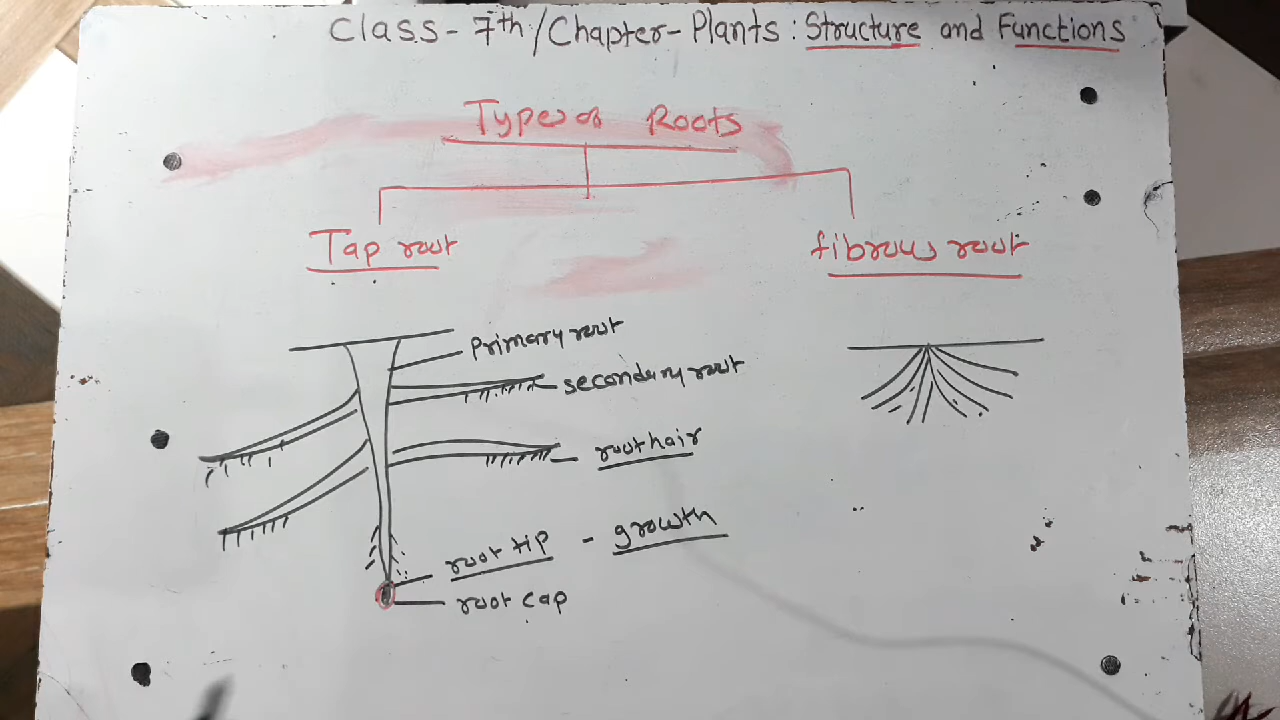 Class - 7th / Chapter - Plants : Structure and Functions
Types of Roots
Tap root
fibrous root
Primary root
secondary root
root hair
root tip - growth
root cap